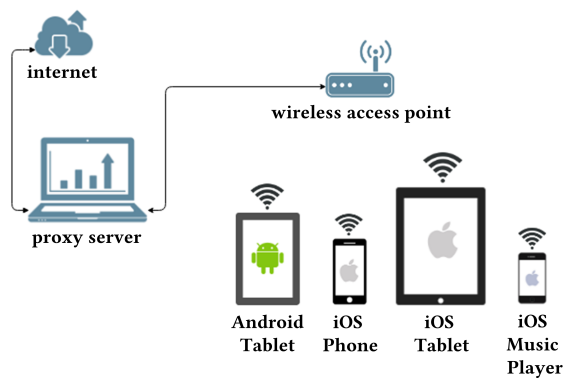 internet
wireless access point
proxy server
Android
Tablet
iOS
Phone
iOS
Tablet
iOS
Music
Player